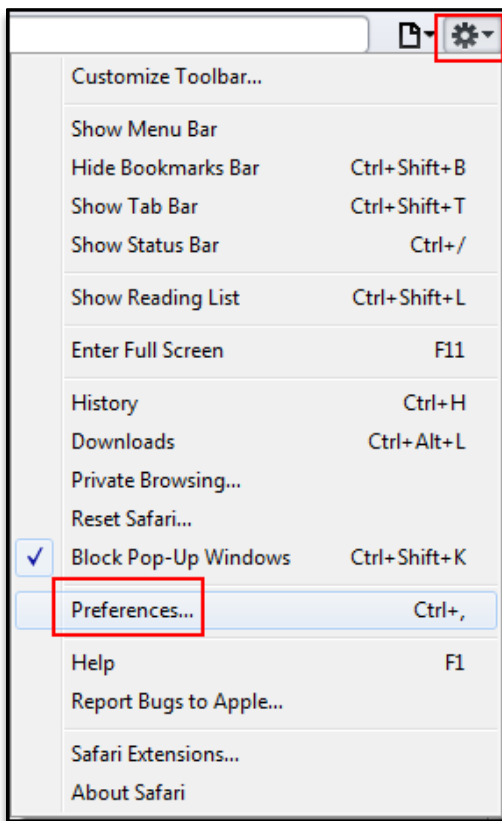 Customize Toolbar...
Show Menu Bar
Hide Bookmarks Bar Ctrl+Shift+B
Show Tab Bar Ctrl+Shift+T
Show Status Bar Ctrl+/
Show Reading List Ctrl+Shift+L
Enter Full Screen F11
History Ctrl+H
Downloads Ctrl+Alt+L
Private Browsing...
Reset Safari...
Block Pop-Up Windows Ctrl+Shift+K
Preferences... Ctrl+,
Help F1
Report Bugs to Apple...
Safari Extensions...
About Safari